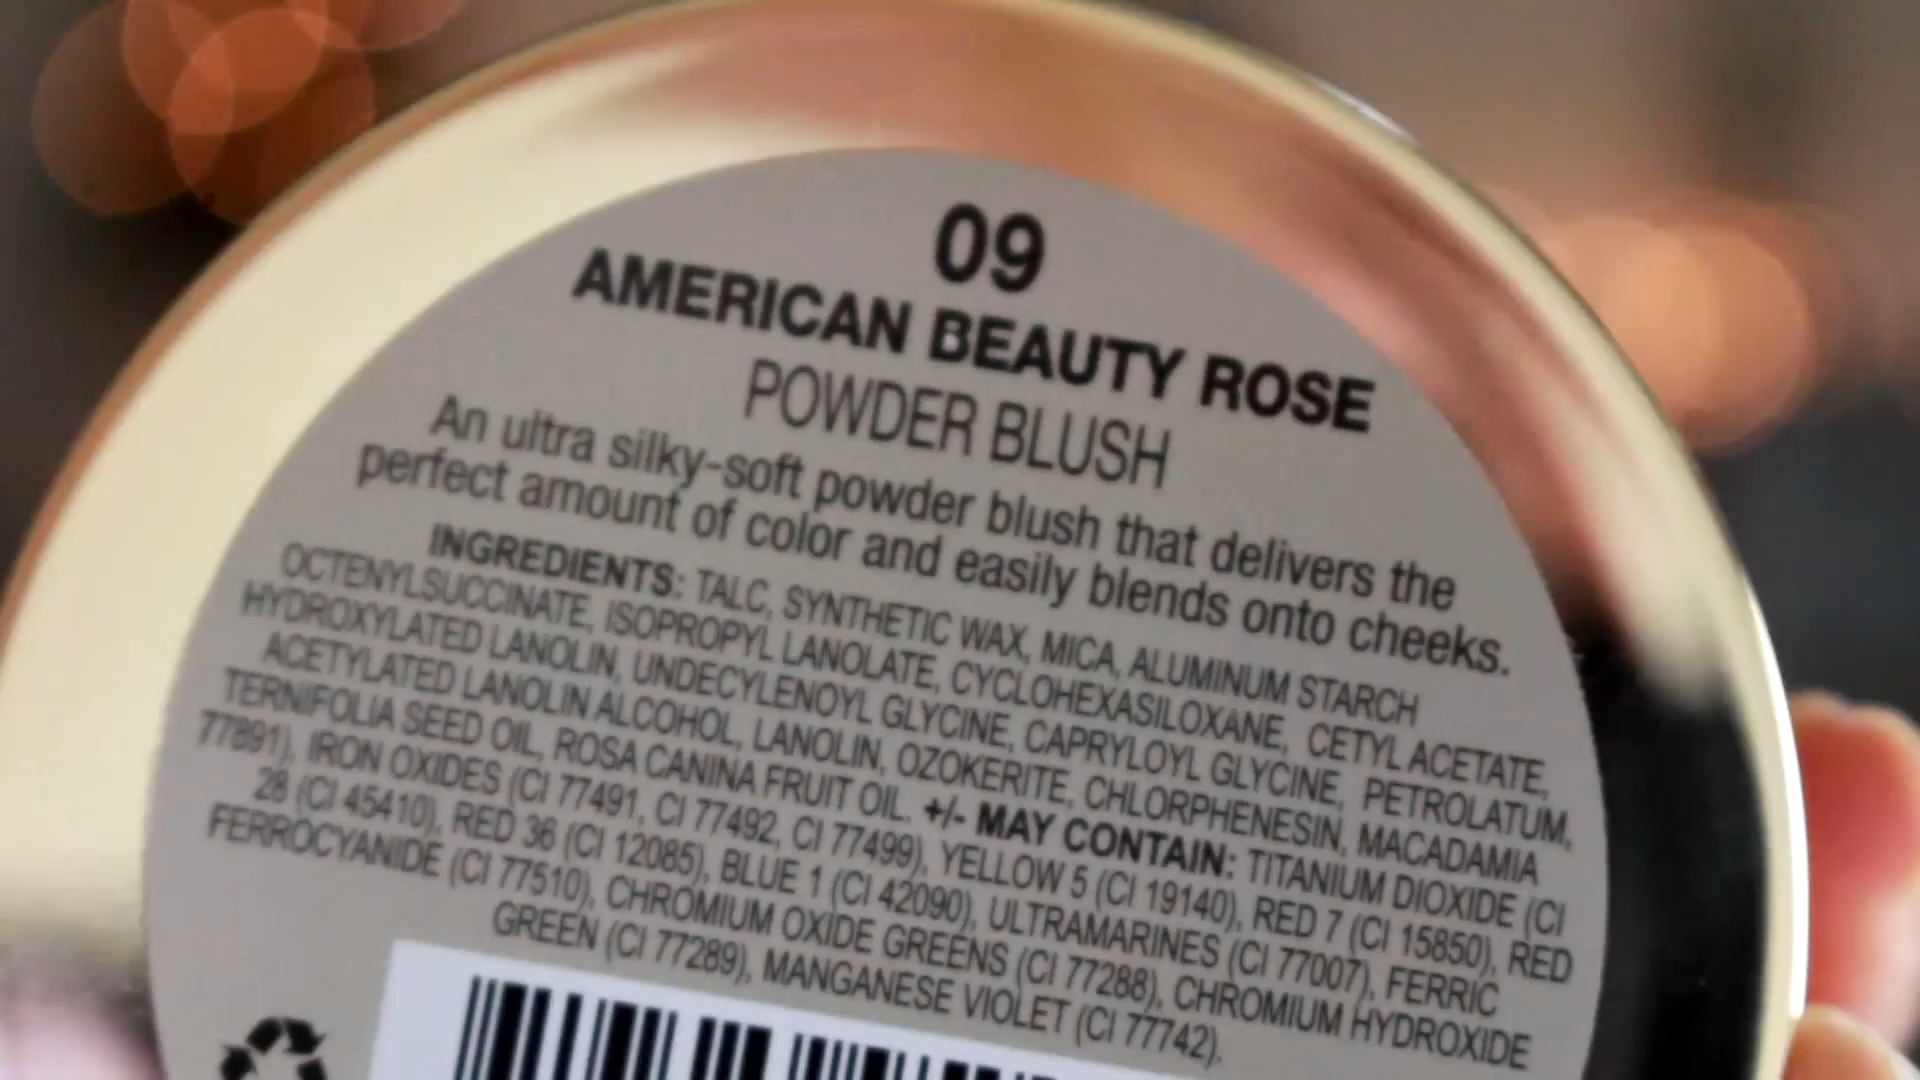 09
AMERICAN BEAUTY ROSE
POWDER BLUSH
An ultra silky-soft powder blush that delivers the
perfect amount of color and easily blends onto cheeks.
INGREDIENTS: TALC, SYNTHETIC WAX, MICA, ALUMINUM STARCH
OCTENYLSUCCINATE, ISOPROPYL LANOLATE, CYCLOHEXASILOXANE, CETYL ACETATE,
HYDROXYLATED LANOLIN, UNDECYLENOYL GLYCINE, CAPRYLOYL GLYCINE, PETROLATUM,
ACETYLATED LANOLIN ALCOHOL, LANOLIN, OZOKERITE, CHLORPHENESIN, MACADAMIA
TERNIFOLIA SEED OIL, ROSA CANINA FRUIT OIL. +/- MAY CONTAIN: TITANIUM DIOXIDE (CI
77891), IRON OXIDES (CI 77491, CI 77492, CI 77499), YELLOW 5 (CI 19140), RED 7 (CI 15850), RED
28 (CI 45410), RED 36 (CI 12085), BLUE 1 (CI 42090), ULTRAMARINES (CI 77007), FERRIC
FERROCYANIDE (CI 77510), CHROMIUM OXIDE GREENS (CI 77288), CHROMIUM HYDROXIDE
GREEN (CI 77289), MANGANESE VIOLET (CI 77742).